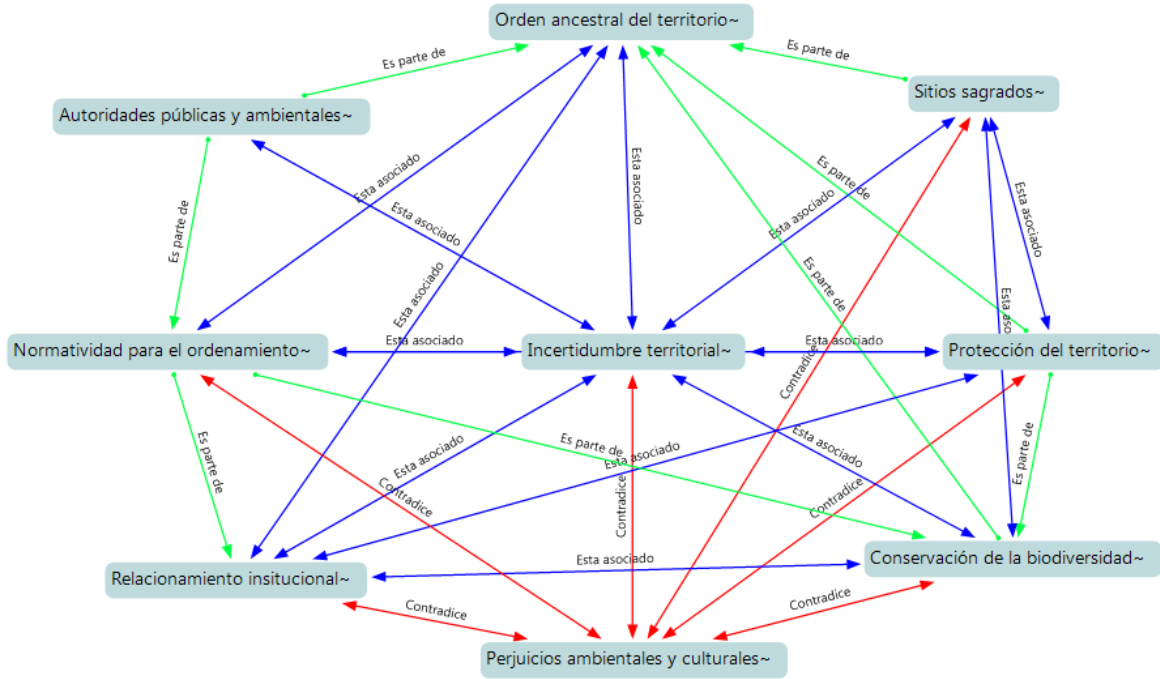 Orden ancestral del territorio~
Es parte de
Es parte de
Sitios sagrados~
Autoridades públicas y ambientales~
Esta asociado
Esta asociado
Es parte de
Esta asociado
Es parte de
Esta asociado
Esta asociado
Esta asociado
Es parte de
Esta aso
Normatividad para el ordenamiento~
Esta asociado
Incertidumbre territorial~
Esta asociado
Protección del territorio~
Contradice
Es parte de
Esta asociado
Es parte de
Esta asociado
Esta asociado
Es parte de
Contradice
Contradice
Contradice
Relacionamiento insitucional~
Esta asociado
Conservación de la biodiversidad~
Contradice
Contradice
Perjuicios ambientales y culturales~